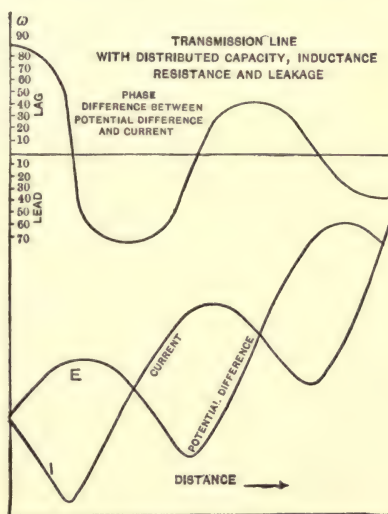 ω
TRANSMISSION LINE
WITH DISTRIBUTED CAPACITY, INDUCTANCE
RESISTANCE AND LEAKAGE
PHASE
DIFFERENCE BETWEEN
POTENTIAL DIFFERENCE
AND CURRENT
90
80
70
60
50
40
30
20
10
LAG
10
20
30
40
50
60
70
LEAD
E
I
CURRENT
POTENTIAL DIFFERENCE
DISTANCE